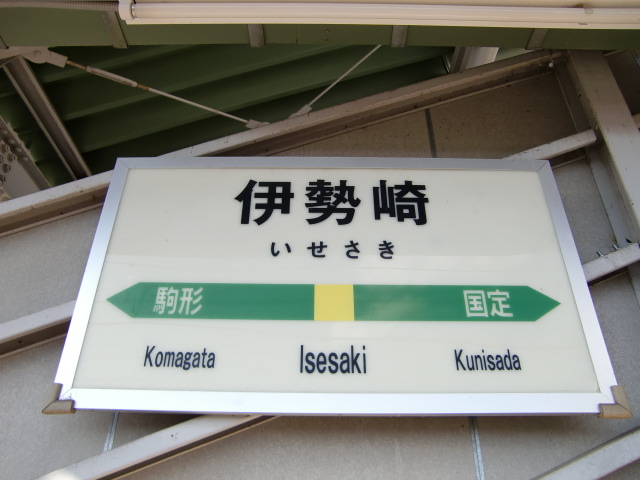 伊勢崎
いせさき
駒形 国定
Komagata Isesaki Kunisada